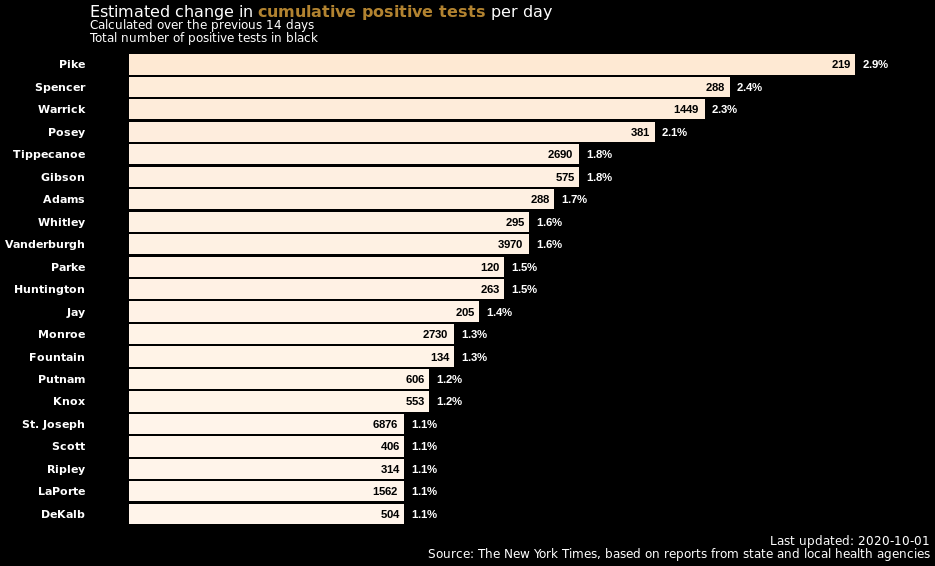 Estimated change in cumulative positive tests per day
Calculated over the previous 14 days
Total number of positive tests in black
Pike 219 2.9%
Spencer 288 2.4%
Warrick 1449 2.3%
Posey 381 2.1%
Tippecanoe 2690 1.8%
Gibson 575 1.8%
Adams 288 1.7%
Whitley 295 1.6%
Vanderburgh 3970 1.6%
Parke 120 1.5%
Huntington 263 1.5%
Jay 205 1.4%
Monroe 2730 1.3%
Fountain 134 1.3%
Putnam 606 1.2%
Knox 553 1.2%
St. Joseph 6876 1.1%
Scott 406 1.1%
Ripley 314 1.1%
LaPorte 1562 1.1%
DeKalb 504 1.1%
Last updated: 2020-10-01
Source: The New York Times, based on reports from state and local health agencies